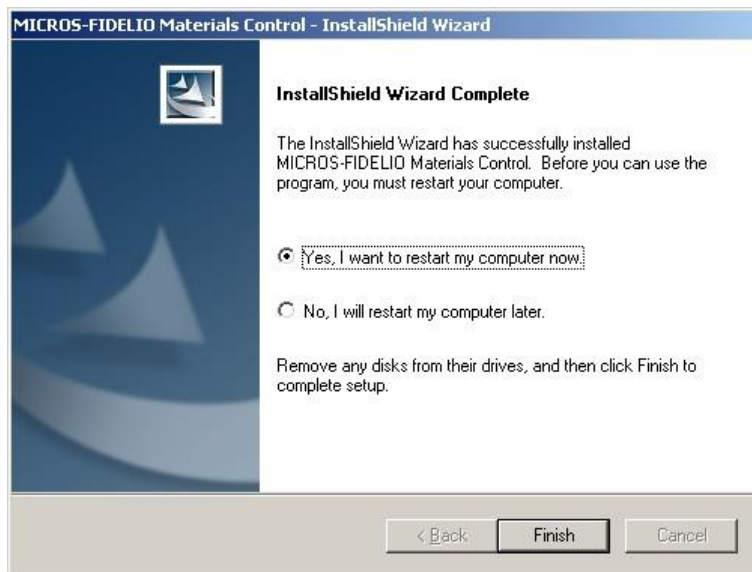 MICROS-FIDELIO Materials Control - InstallShield Wizard
InstallShield Wizard Complete
The InstallShield Wizard has successfully installed
MICROS-FIDELIO Materials Control. Before you can use the
program, you must restart your computer.
Yes, I want to restart my computer now.
No, I will restart my computer later.
Remove any disks from their drives, and then click Finish to
complete setup.
< Back
Finish
Cancel